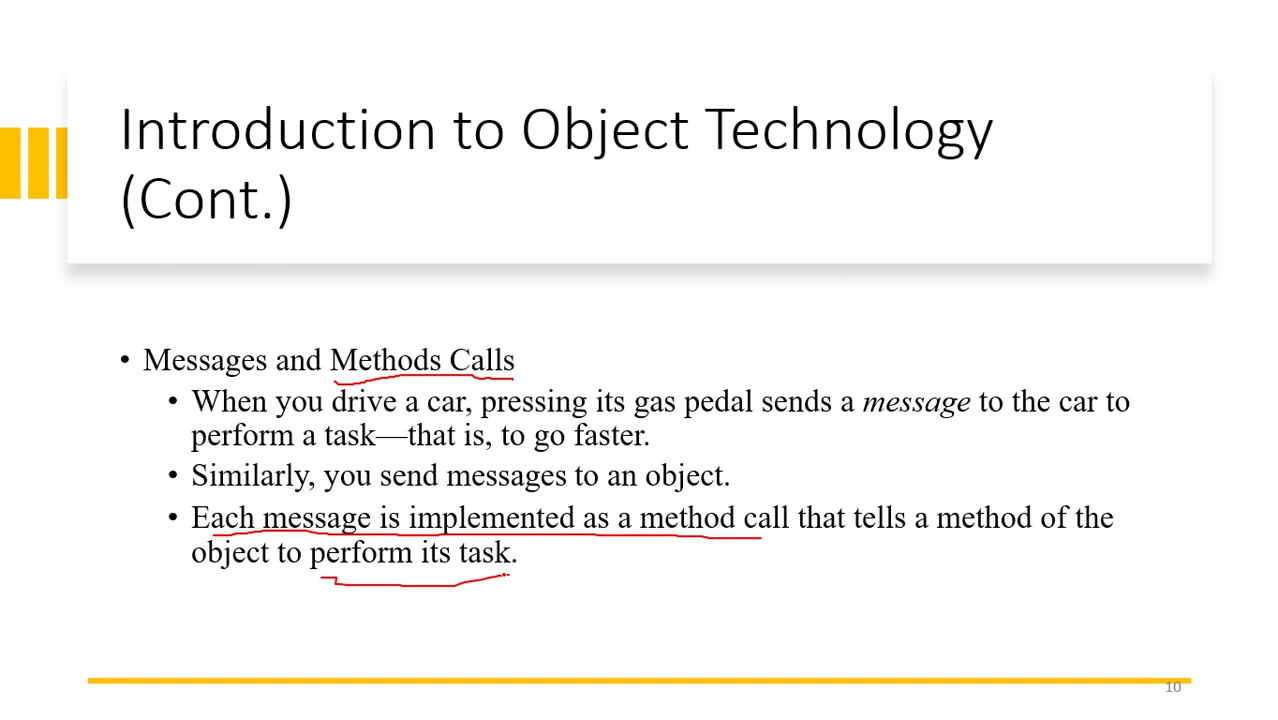 Introduction to Object Technology
(Cont.)
• Messages and Methods Calls
• When you drive a car, pressing its gas pedal sends a message to the car to
perform a task—that is, to go faster.
• Similarly, you send messages to an object.
• Each message is implemented as a method call that tells a method of the
object to perform its task.
10